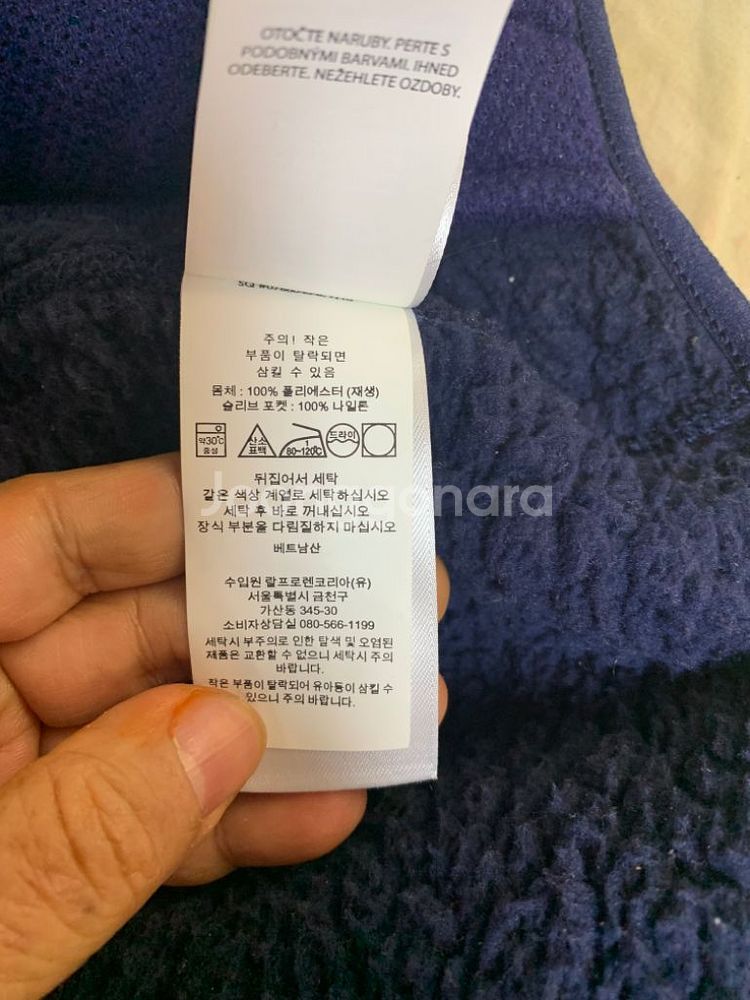 OTOČTE NARUBY. PERTE S
PODOBNÝMI BARVAMI. IHNED
ODEBERTE. NEŽEHLETE OZDOBY.
주의! 작은
부품이 탈락되면
삼킬 수 있음
몸체 : 100% 폴리에스터 (재생)
슬리브 포켓 : 100% 나일론
약30℃ 중성
산소 표백
1 80~120℃
드라이
뒤집어서 세탁
같은 색상 계열로 세탁하십시오
세탁 후 바로 꺼내십시오
장식 부분을 다림질하지 마십시오
베트남산
수입원 랄프로렌코리아(유)
서울특별시 금천구
가산동 345-30
소비자상담실 080-566-1199
세탁시 부주의로 인한 탈색 및 오염된
제품은 교환할 수 없으니 세탁시 주의
바랍니다.
작은 부품이 탈락되어 유아등이 삼킬 수
있으니 주의 바랍니다.